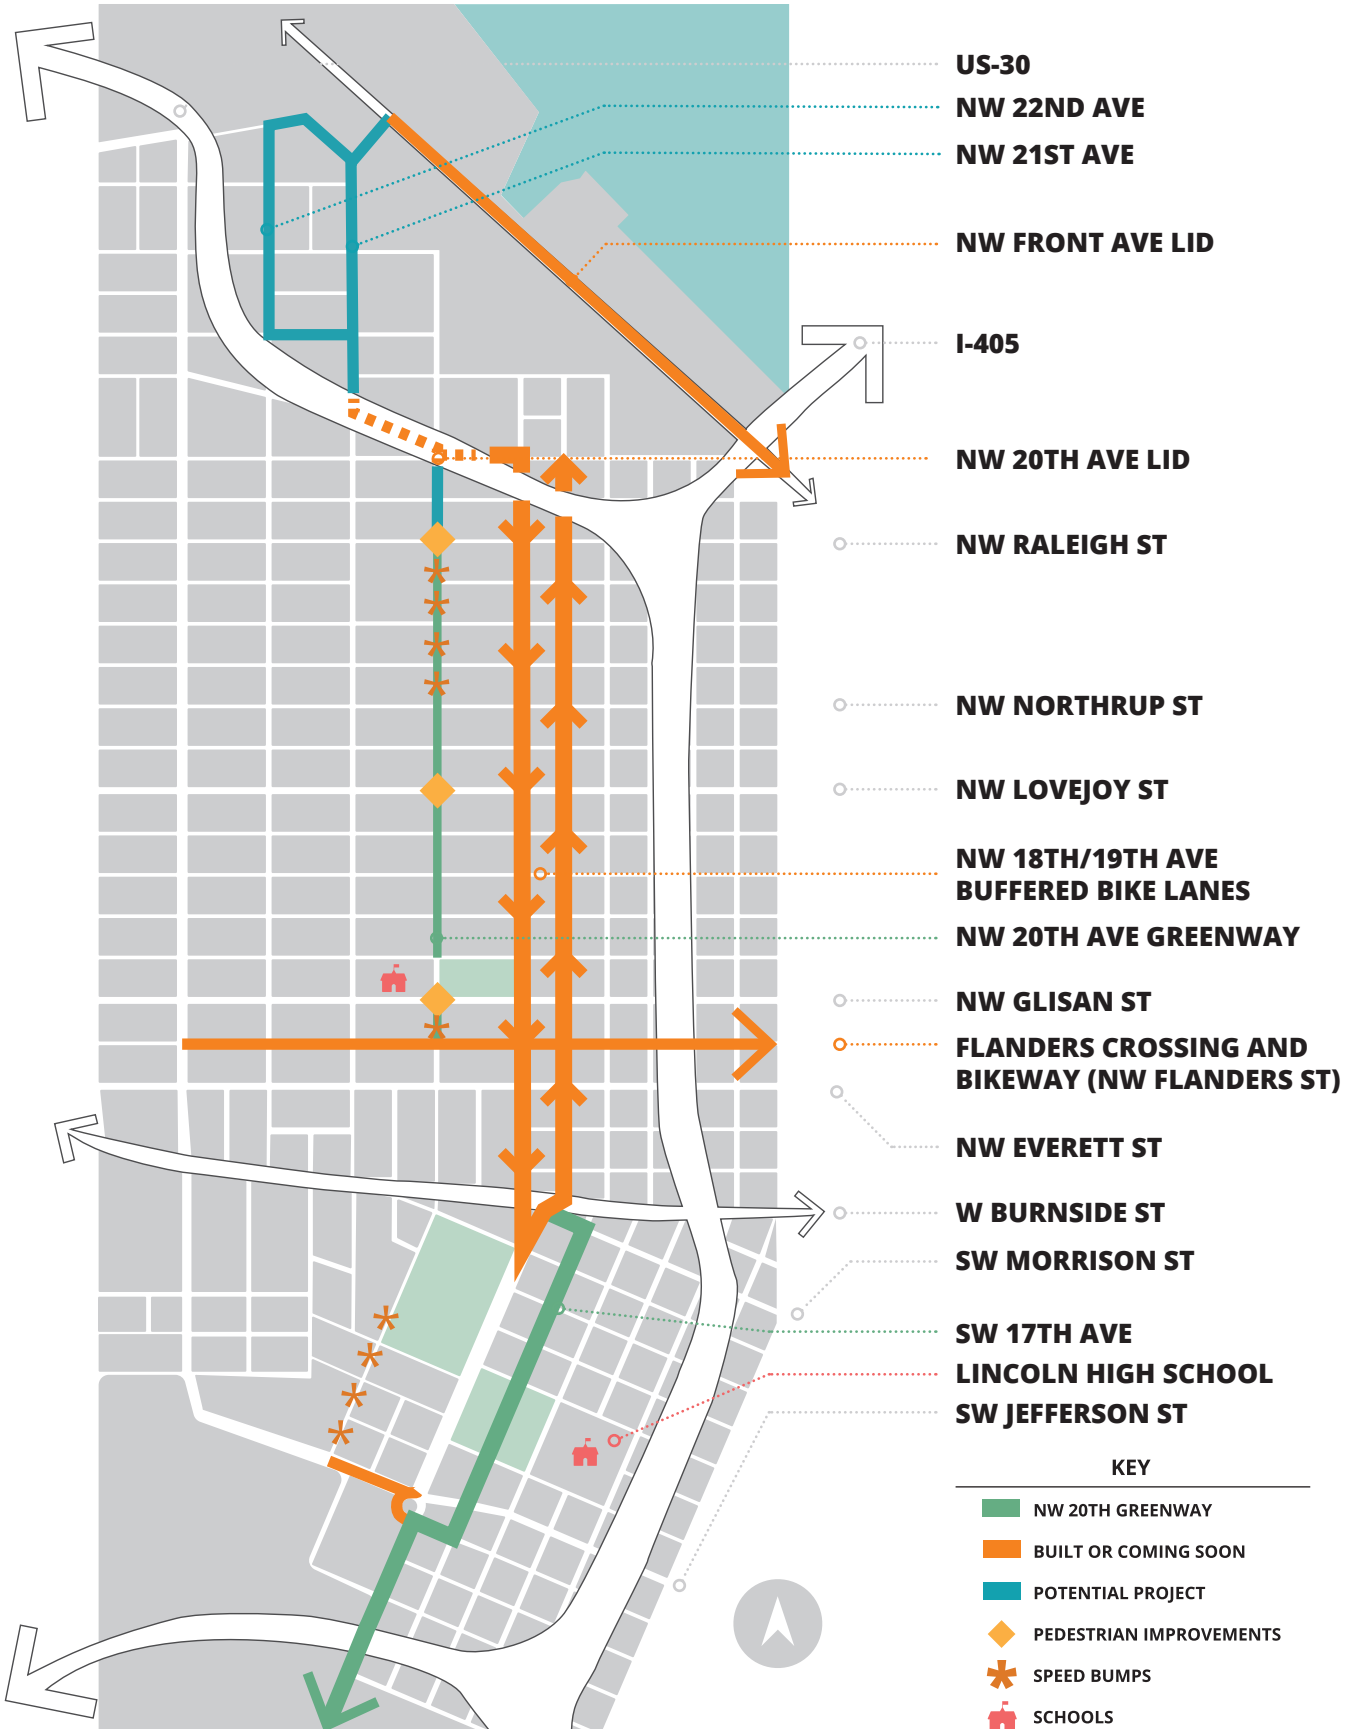 US-30
NW 22ND AVE
NW 21ST AVE
NW FRONT AVE LID
I-405
NW 20TH AVE LID
NW RALEIGH ST
NW NORTHRUP ST
NW LOVEJOY ST
NW 18TH/19TH AVE
BUFFERED BIKE LANES
NW 20TH AVE GREENWAY
NW GLISAN ST
FLANDERS CROSSING AND
BIKEWAY (NW FLANDERS ST)
NW EVERETT ST
W BURNSIDE ST
SW MORRISON ST
SW 17TH AVE
LINCOLN HIGH SCHOOL
SW JEFFERSON ST
KEY
NW 20TH GREENWAY
BUILT OR COMING SOON
POTENTIAL PROJECT
PEDESTRIAN IMPROVEMENTS
SPEED BUMPS
SCHOOLS